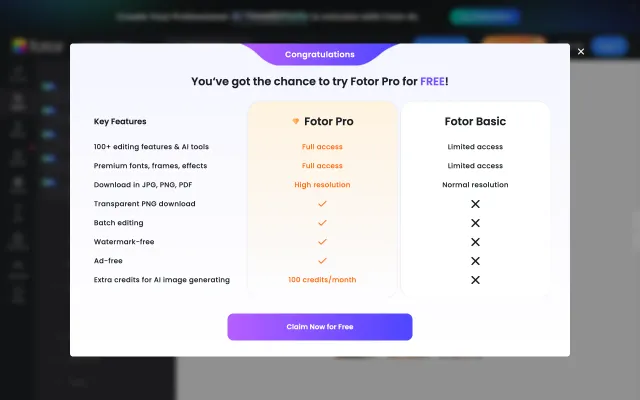 fotor
Congratulations
You've got the chance to try Fotor Pro for FREE!
Key Features
Fotor Pro
Fotor Basic
100+ editing features & AI tools
Full access
Limited access
Premium fonts, frames, effects
Full access
Limited access
Download in JPG, PNG, PDF
High resolution
Normal resolution
Transparent PNG download
Batch editing
Watermark-free
Ad-free
Extra credits for AI image generating
100 credits/month
Claim Now for Free